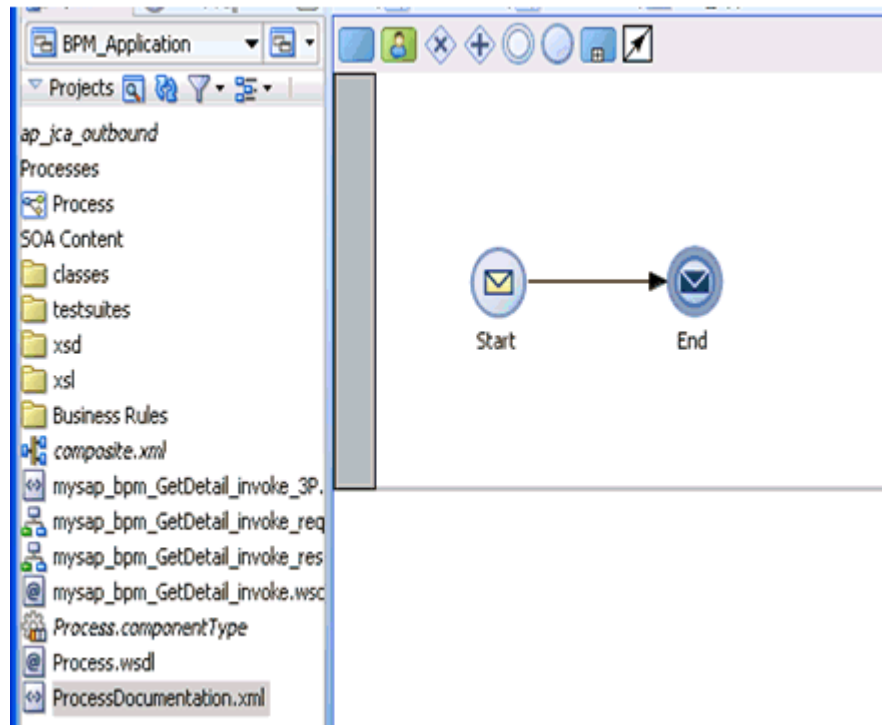 BPM_Application
Projects
ap_jca_outbound
Processes
Process
SOA Content
classes
testsuites
xsd
xsl
Business Rules
composite.xml
mysap_bpm_GetDetail_invoke_3P.
mysap_bpm_GetDetail_invoke_req
mysap_bpm_GetDetail_invoke_res
mysap_bpm_GetDetail_invoke.wsc
Process.componentType
Process.wsdl
ProcessDocumentation.xml
Start
End